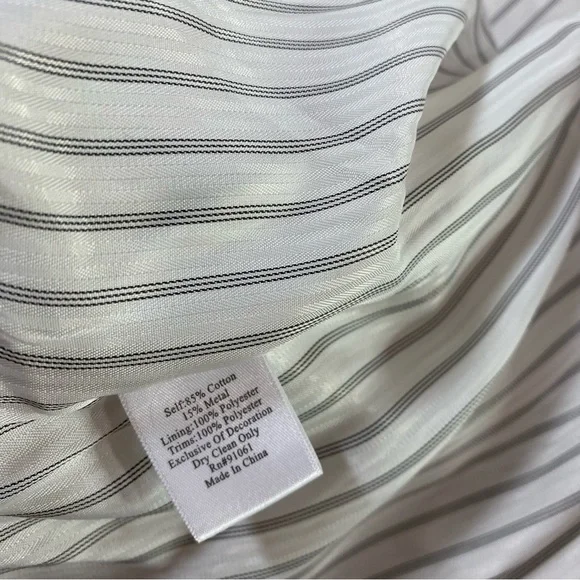 Self:85% Cotton
15% Metal
Lining:100% Polyester
Trims:100% Polyester
Exclusive Of Decoration
Dry Clean Only
Rn#91061
Made In China